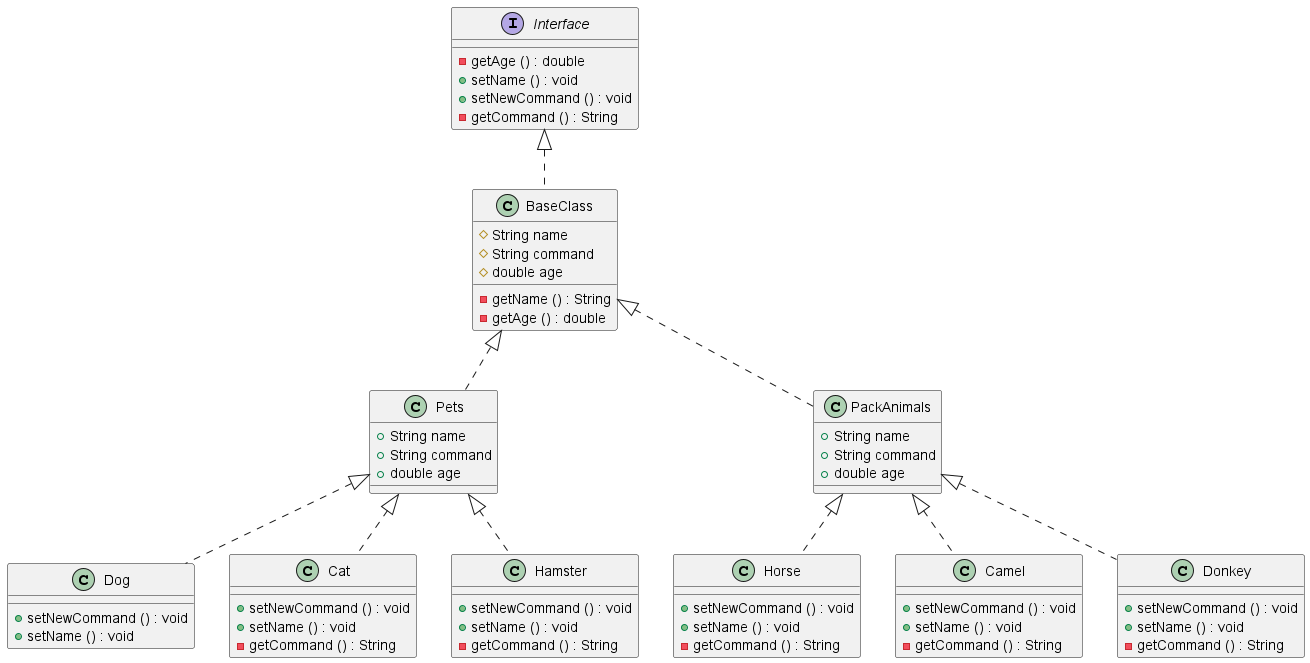 I Interface
getAge () : double
setName () : void
setNewCommand () : void
getCommand () : String
C BaseClass
String name
String command
double age
getName () : String
getAge () : double
C Pets
String name
String command
double age
C PackAnimals
String name
String command
double age
C Dog
setNewCommand () : void
setName () : void
C Cat
setNewCommand () : void
setName () : void
getCommand () : String
C Hamster
setNewCommand () : void
setName () : void
getCommand () : String
C Horse
setNewCommand () : void
setName () : void
getCommand () : String
C Camel
setNewCommand () : void
setName () : void
getCommand () : String
C Donkey
setNewCommand () : void
setName () : void
getCommand () : String